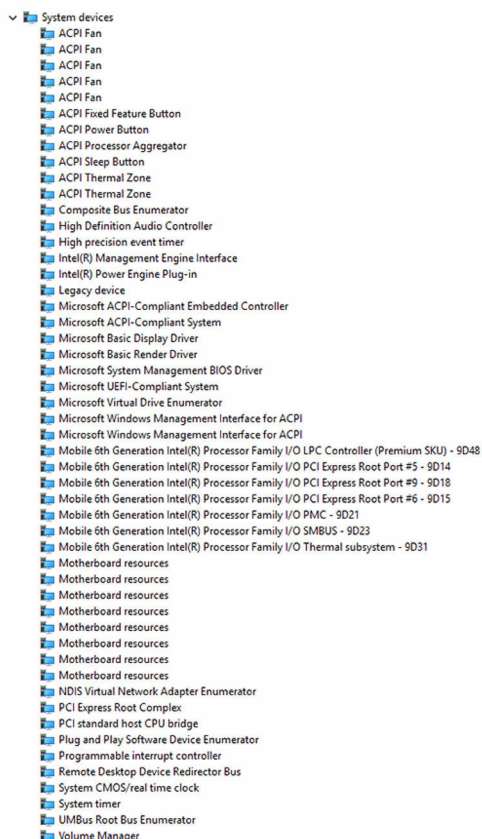 System devices
ACPI Fan
ACPI Fan
ACPI Fan
ACPI Fan
ACPI Fan
ACPI Fixed Feature Button
ACPI Power Button
ACPI Processor Aggregator
ACPI Sleep Button
ACPI Thermal Zone
ACPI Thermal Zone
Composite Bus Enumerator
High Definition Audio Controller
High precision event timer
Intel(R) Management Engine Interface
Intel(R) Power Engine Plug-in
Legacy device
Microsoft ACPI-Compliant Embedded Controller
Microsoft ACPI-Compliant System
Microsoft Basic Display Driver
Microsoft Basic Render Driver
Microsoft System Management BIOS Driver
Microsoft UEFI-Compliant System
Microsoft Virtual Drive Enumerator
Microsoft Windows Management Interface for ACPI
Microsoft Windows Management Interface for ACPI
Mobile 6th Generation Intel(R) Processor Family I/O LPC Controller (Premium SKU) - 9D48
Mobile 6th Generation Intel(R) Processor Family I/O PCI Express Root Port #5 - 9D14
Mobile 6th Generation Intel(R) Processor Family I/O PCI Express Root Port #9 - 9D18
Mobile 6th Generation Intel(R) Processor Family I/O PCI Express Root Port #6 - 9D15
Mobile 6th Generation Intel(R) Processor Family I/O PMC - 9D21
Mobile 6th Generation Intel(R) Processor Family I/O SMBUS - 9D23
Mobile 6th Generation Intel(R) Processor Family I/O Thermal subsystem - 9D31
Motherboard resources
Motherboard resources
Motherboard resources
Motherboard resources
Motherboard resources
Motherboard resources
Motherboard resources
Motherboard resources
NDIS Virtual Network Adapter Enumerator
PCI Express Root Complex
PCI standard host CPU bridge
Plug and Play Software Device Enumerator
Programmable interrupt controller
Remote Desktop Device Redirector Bus
System CMOS/real time clock
System timer
UMBus Root Bus Enumerator
Volume Manager